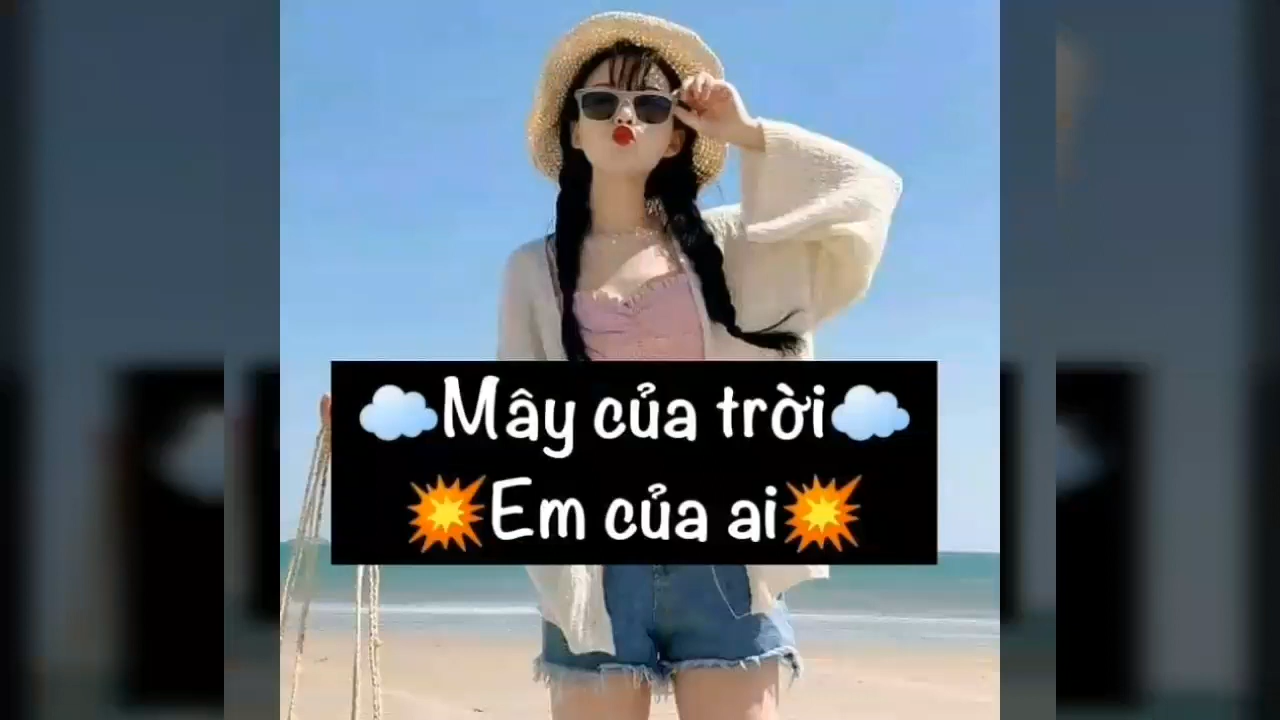 ☁️Mây của trời☁️
💥Em của ai💥